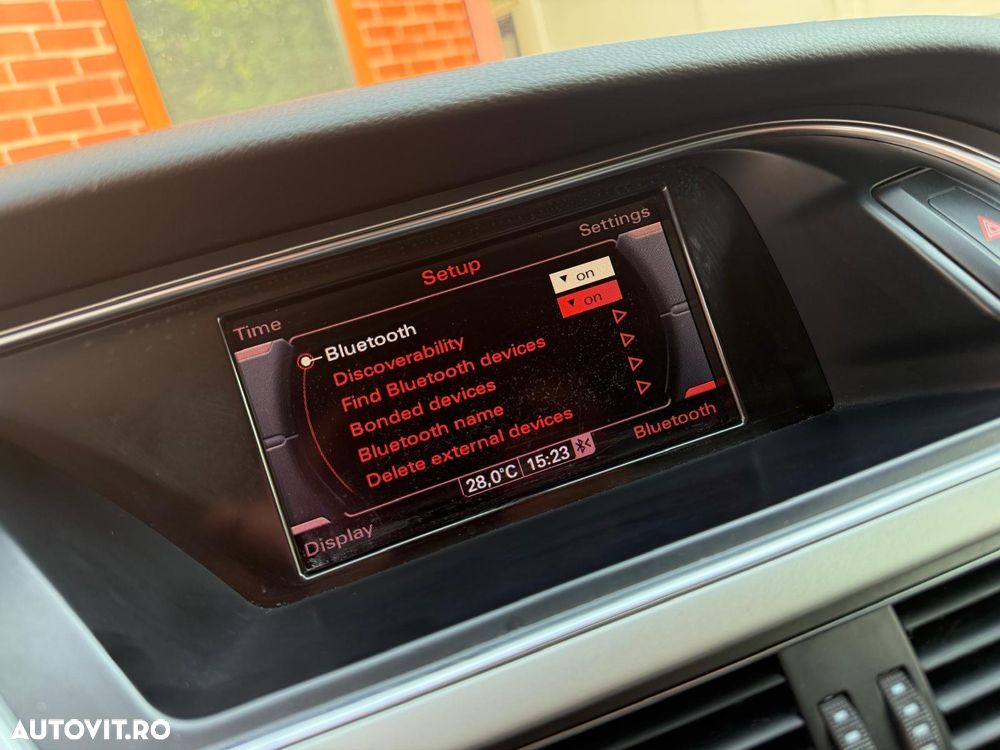 Settings
Setup
Time
Bluetooth
▼ on
Discoverability
▼ on
Find Bluetooth devices
Bonded devices
Bluetooth name
Delete external devices
28,0°C 15:23
Bluetooth
Display
AUTOVIT.RO